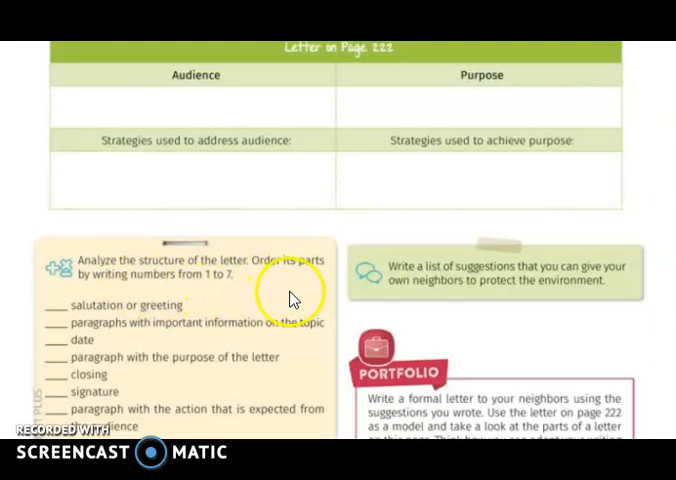 Letter on Page 222
Audience
Purpose
Strategies used to address audience:
Strategies used to achieve purpose:
Analyze the structure of the letter. Order its parts
by writing numbers from 1 to 7.
____ salutation or greeting
____ paragraphs with important information on the topic
____ date
____ paragraph with the purpose of the letter
____ closing
____ signature
____ paragraph with the action that is expected from
Write a list of suggestions that you can give your
own neighbors to protect the environment.
PORTFOLIO
Write a formal letter to your neighbors using the
suggestions you wrote. Use the letter on page 222
as a model and take a look at the parts of a letter
PLUS
RECORDED WITH
SCREENCAST MATIC